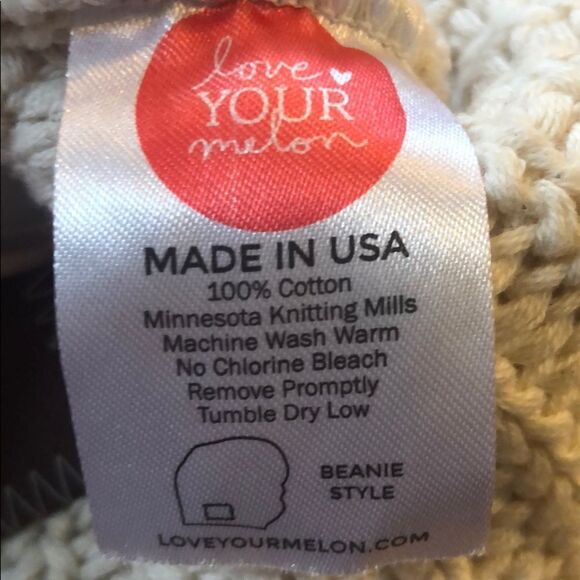 love
YOUR
melon
MADE IN USA
100% Cotton
Minnesota Knitting Mills
Machine Wash Warm
No Chlorine Bleach
Remove Promptly
Tumble Dry Low
BEANIE
STYLE
LOVEYOURMELON.COM